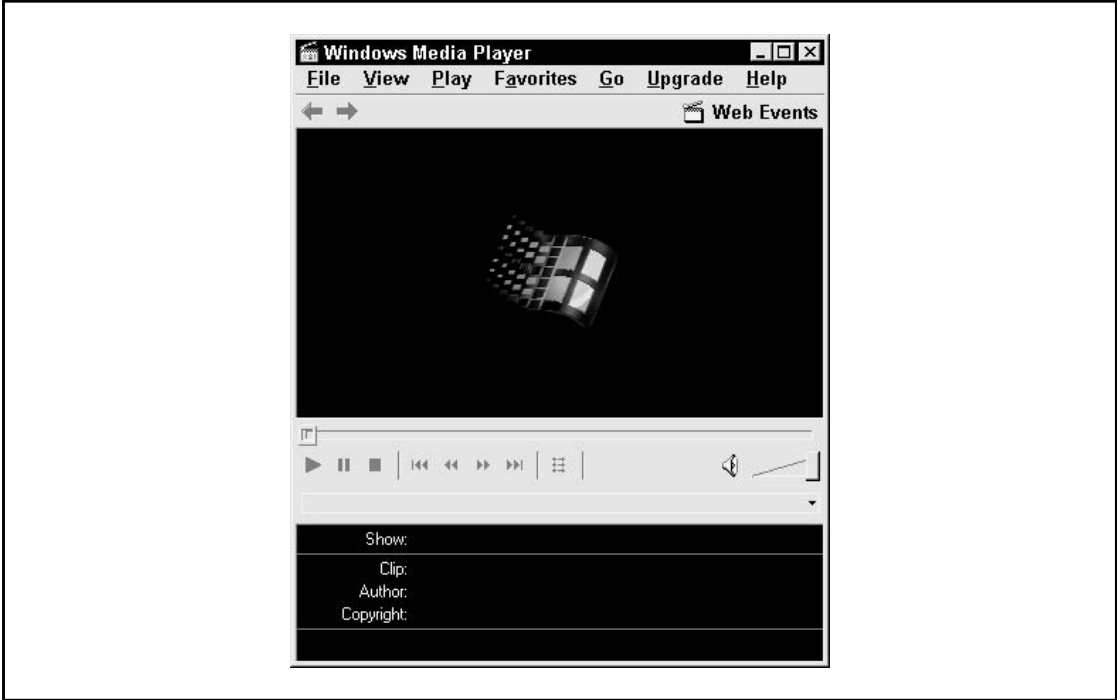 Windows Media Player
File View Play Favorites Go Upgrade Help
Web Events
Show:
Clip:
Author:
Copyright: